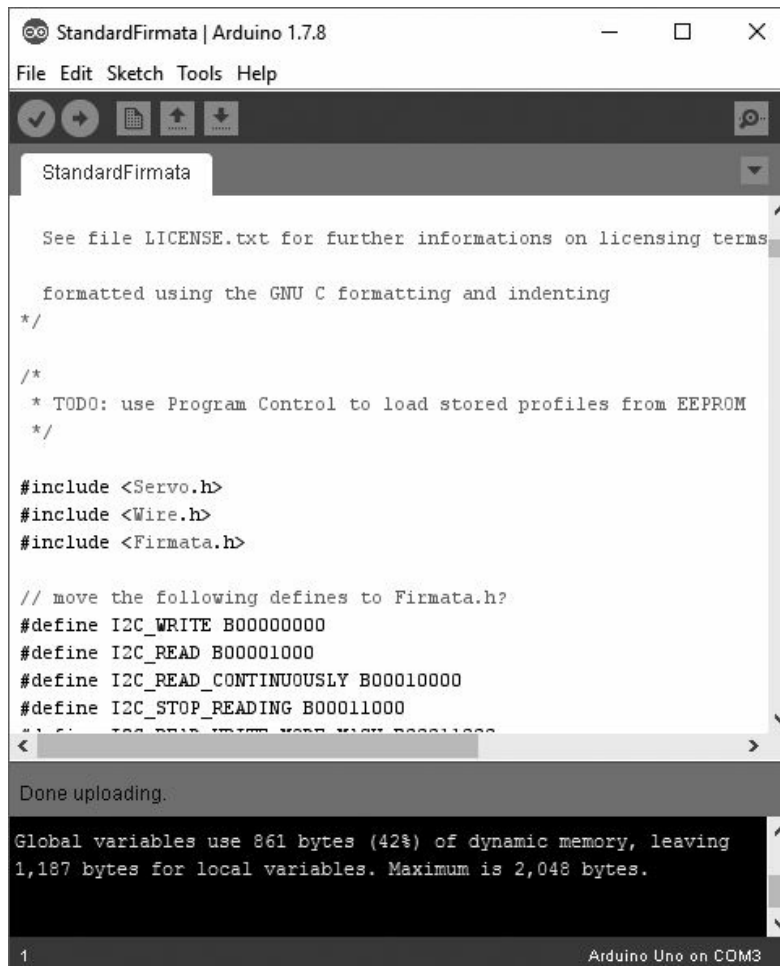 StandardFirmata | Arduino 1.7.8
File Edit Sketch Tools Help
StandardFirmata
See file LICENSE.txt for further informations on licensing terms
formatted using the GNU C formatting and indenting
*/
/*
* TODO: use Program Control to load stored profiles from EEPROM
*/
#include <Servo.h>
#include <Wire.h>
#include <Firmata.h>
// move the following defines to Firmata.h?
#define I2C_WRITE B00000000
#define I2C_READ B00001000
#define I2C_READ_CONTINUOUSLY B00010000
#define I2C_STOP_READING B00011000
Done uploading.
Global variables use 861 bytes (42%) of dynamic memory, leaving
1,187 bytes for local variables. Maximum is 2,048 bytes.
1 Arduino Uno on COM3